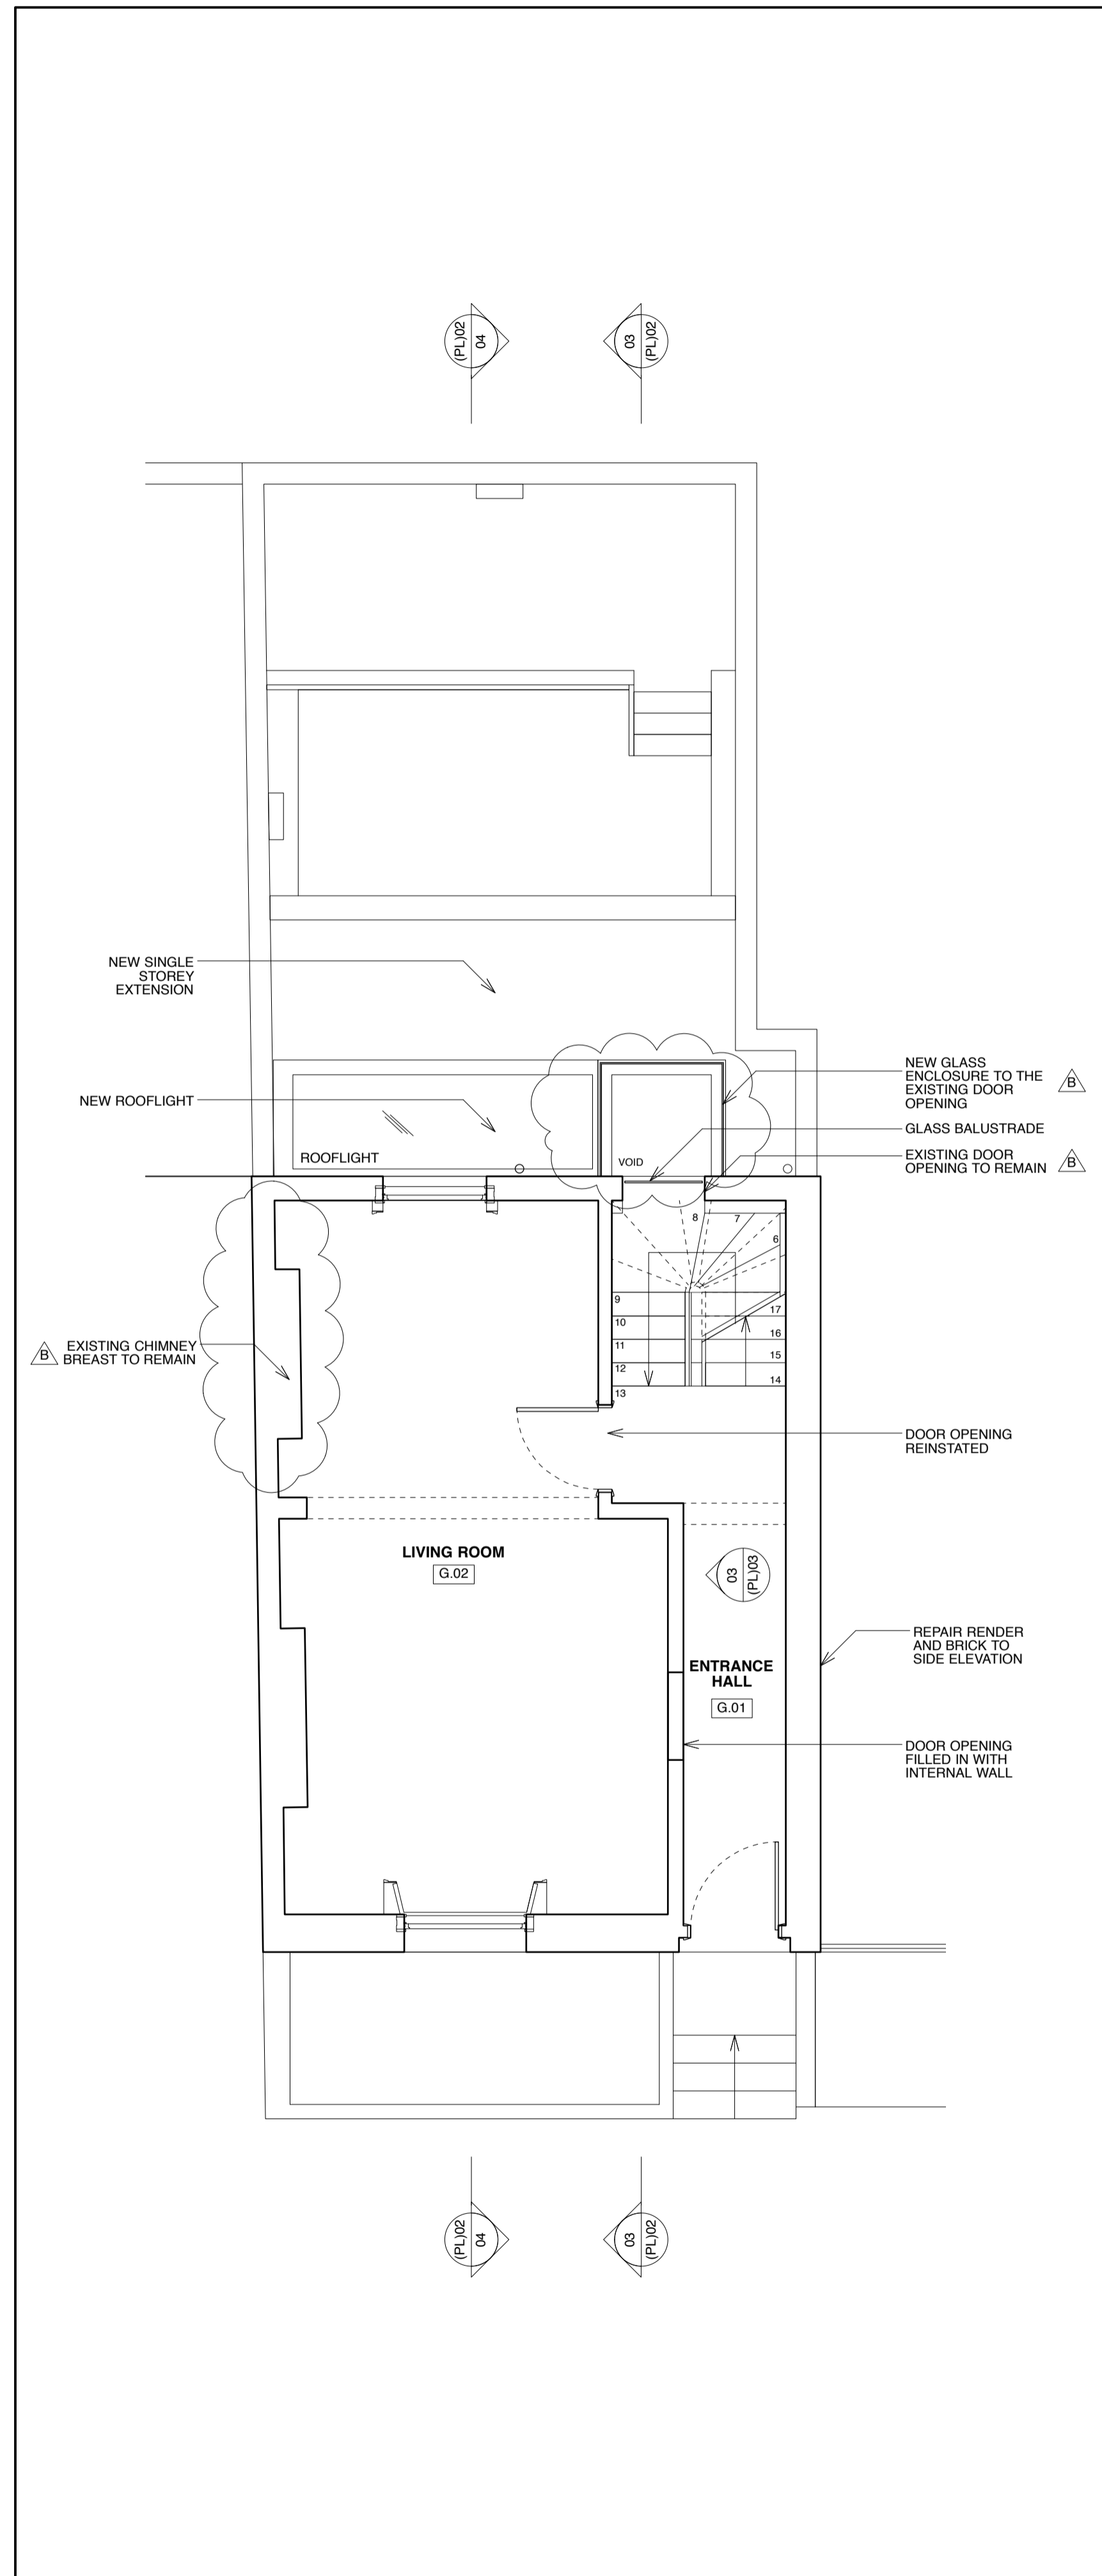 (PL)02
04
03
(PL)02
NEW SINGLE
STOREY
EXTENSION
NEW GLASS
ENCLOSURE TO THE
EXISTING DOOR
OPENING
B
NEW ROOFLIGHT
GLASS BALUSTRADE
EXISTING DOOR
OPENING TO REMAIN
B
ROOFLIGHT
VOID
8
7
6
9
10
11
12
13
17
16
15
14
B
EXISTING CHIMNEY
BREAST TO REMAIN
DOOR OPENING
REINSTATED
LIVING ROOM
G.02
03
(PL)03
REPAIR RENDER
AND BRICK TO
SIDE ELEVATION
ENTRANCE
HALL
G.01
DOOR OPENING
FILLED IN WITH
INTERNAL WALL
(PL)02
04
03
(PL)02